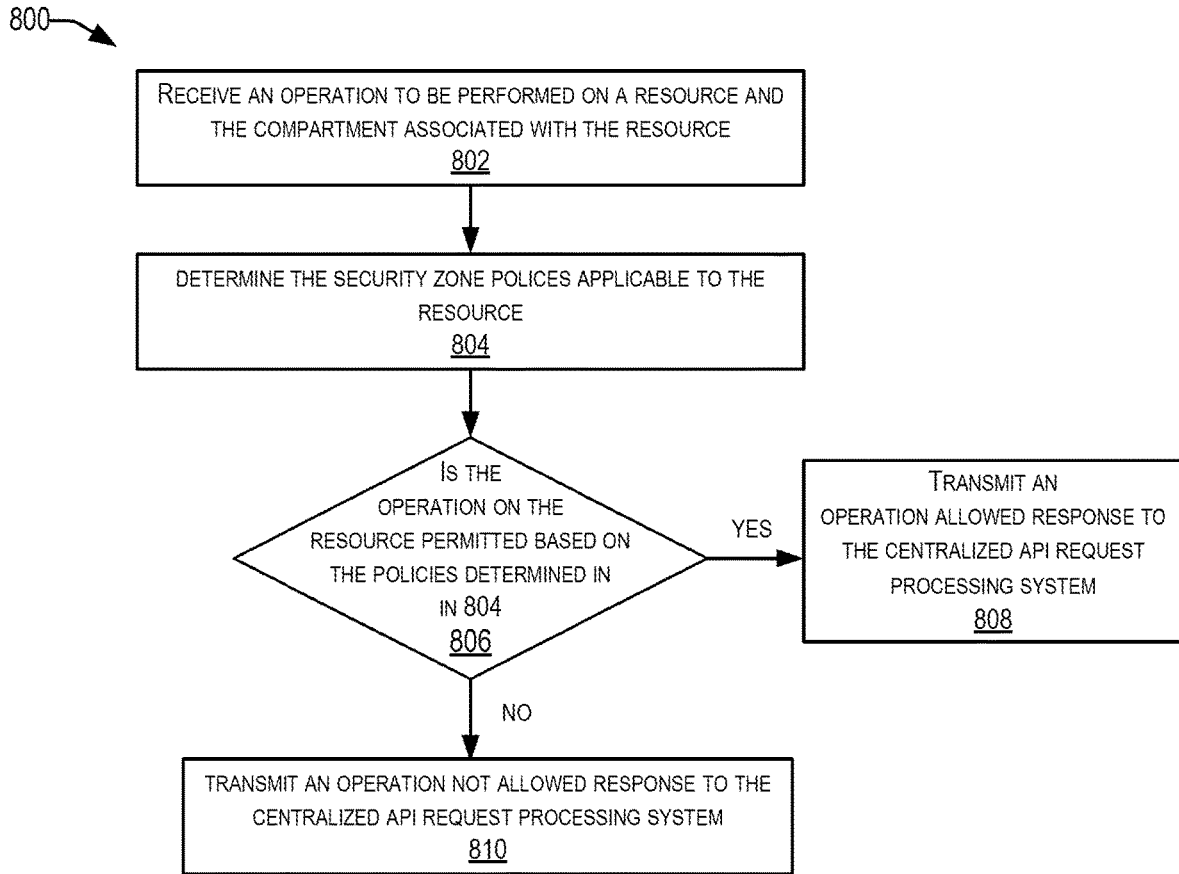 800
RECEIVE AN OPERATION TO BE PERFORMED ON A RESOURCE AND
THE COMPARTMENT ASSOCIATED WITH THE RESOURCE
802
DETERMINE THE SECURITY ZONE POLICES APPLICABLE TO THE
RESOURCE
804
IS THE
OPERATION ON THE
RESOURCE PERMITTED BASED ON
THE POLICIES DETERMINED IN
IN 804
806
YES
TRANSMIT AN
OPERATION ALLOWED RESPONSE TO
THE CENTRALIZED API REQUEST
PROCESSING SYSTEM
808
NO
TRANSMIT AN OPERATION NOT ALLOWED RESPONSE TO THE
CENTRALIZED API REQUEST PROCESSING SYSTEM
810